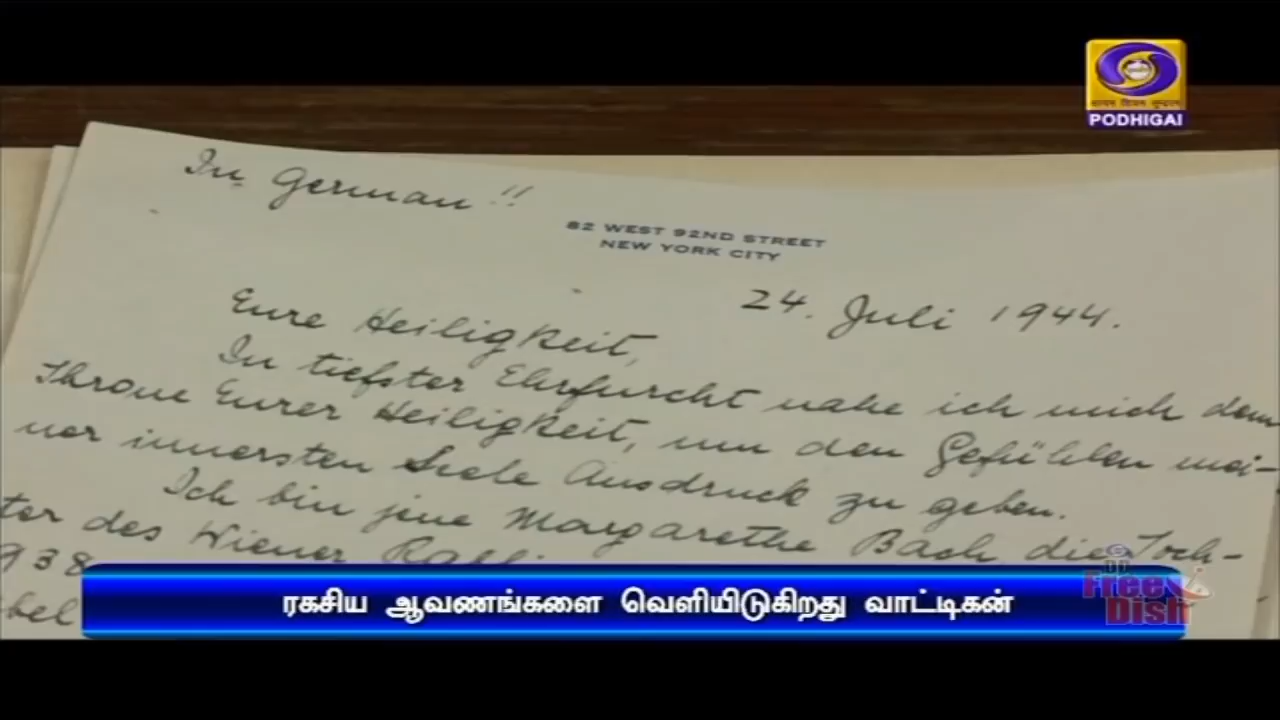 PODHIGAI
In German !!
82 WEST 92ND STREET
NEW YORK CITY
24. Juli 1944.
Eure Heiligkeit,
In tiefster Ehrfurcht nahe ich mich dem
Throne Eurer Heiligkeit, um den Gefühlen mei-
ner innersten Seele Ausdruck zu geben.
Ich bin jene Margarethe Bach die Toch-
ter des Wiener
938
ரகசிய ஆவணங்களை வெளியிடுகிறது வாட்டிகன்
DD
Free
Dish